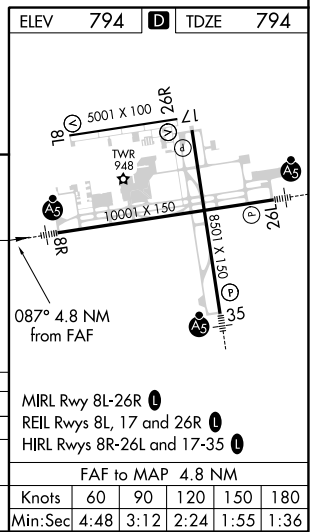 ELEV 794 D TDZE 794
5001 X 100
8L
26R
17
V
V
P
TWR
948
A5
A5
10001 X 150
8501 X 150
8R
26L
P
P
35
A5
087° 4.8 NM
from FAF
MIRL Rwy 8L-26R L
REIL Rwys 8L, 17 and 26R L
HIRL Rwys 8R-26L and 17-35 L
FAF to MAP 4.8 NM
Knots 60 90 120 150 180
Min:Sec 4:48 3:12 2:24 1:55 1:36